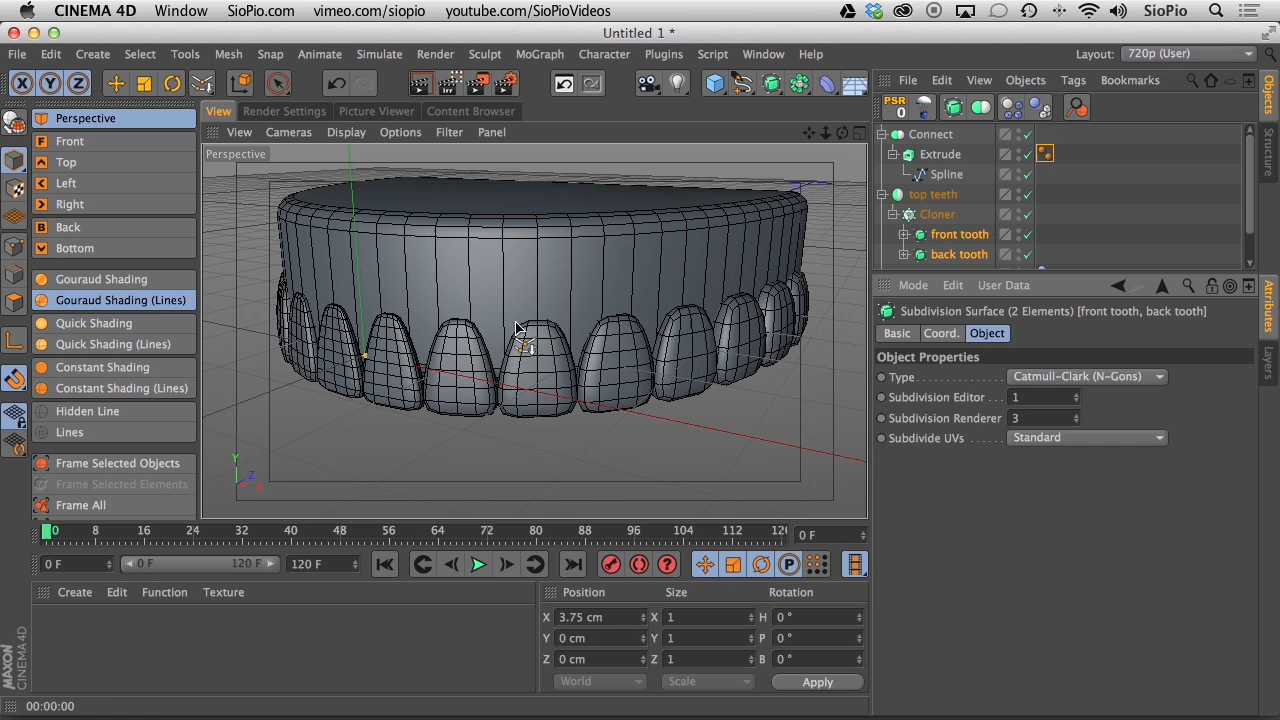 CINEMA 4D Window SioPio.com vimeo.com/siopio youtube.com/SioPioVideos SioPio
Untitled 1 *
File Edit Create Select Tools Mesh Snap Animate Simulate Render Sculpt MoGraph Character Plugins Script Window Help Layout: 720p (User)
X Y Z
File Edit View Objects Tags Bookmarks
PSR
0
View Render Settings Picture Viewer Content Browser
View Cameras Display Options Filter Panel
Perspective
Perspective
F Front
Top
Left
Right
B Back
Bottom
Gouraud Shading
Gouraud Shading (Lines)
Quick Shading
Quick Shading (Lines)
Constant Shading
Constant Shading (Lines)
Hidden Line
Lines
Frame Selected Objects
Frame Selected Elements
Frame All
Connect
Extrude
Spline
top teeth
Cloner
front tooth
back tooth
Objects
Structure
Attributes
Layers
Mode Edit User Data
Subdivision Surface (2 Elements) [front tooth, back tooth]
Basic Coord. Object
Object Properties
Type Catmull-Clark (N-Gons)
Subdivision Editor 1
Subdivision Renderer 3
Subdivide UVs Standard
Y
Z
X
0 8 16 24 32 40 48 56 64 72 80 88 96 104 112 0 F
0 F 0 F 120 F 120 F
P
Create Edit Function Texture
Position Size Rotation
X 3.75 cm X 1 H 0 °
Y 0 cm Y 1 P 0 °
Z 0 cm Z 1 B 0 °
World Scale Apply
MAXON
CINEMA 4D
00:00:00